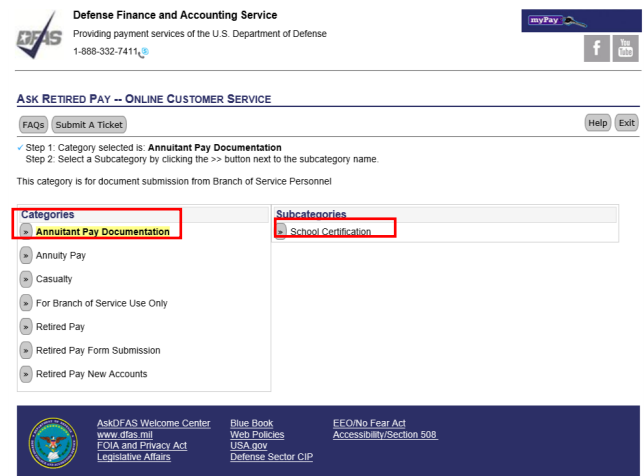 DFAS
Defense Finance and Accounting Service
Providing payment services of the U.S. Department of Defense
1-888-332-7411
myPay
f
You
Tube
ASK RETIRED PAY -- ONLINE CUSTOMER SERVICE
FAQs Submit A Ticket
Help Exit
✓ Step 1: Category selected is: Annuitant Pay Documentation
Step 2: Select a Subcategory by clicking the >> button next to the subcategory name.
This category is for document submission from Branch of Service Personnel
Categories
» Annuitant Pay Documentation
» Annuity Pay
» Casualty
» For Branch of Service Use Only
» Retired Pay
» Retired Pay Form Submission
» Retired Pay New Accounts
Subcategories
» School Certification
AskDFAS Welcome Center
www.dfas.mil
FOIA and Privacy Act
Legislative Affairs
Blue Book
Web Policies
USA.gov
Defense Sector CIP
EEO/No Fear Act
Accessibility/Section 508